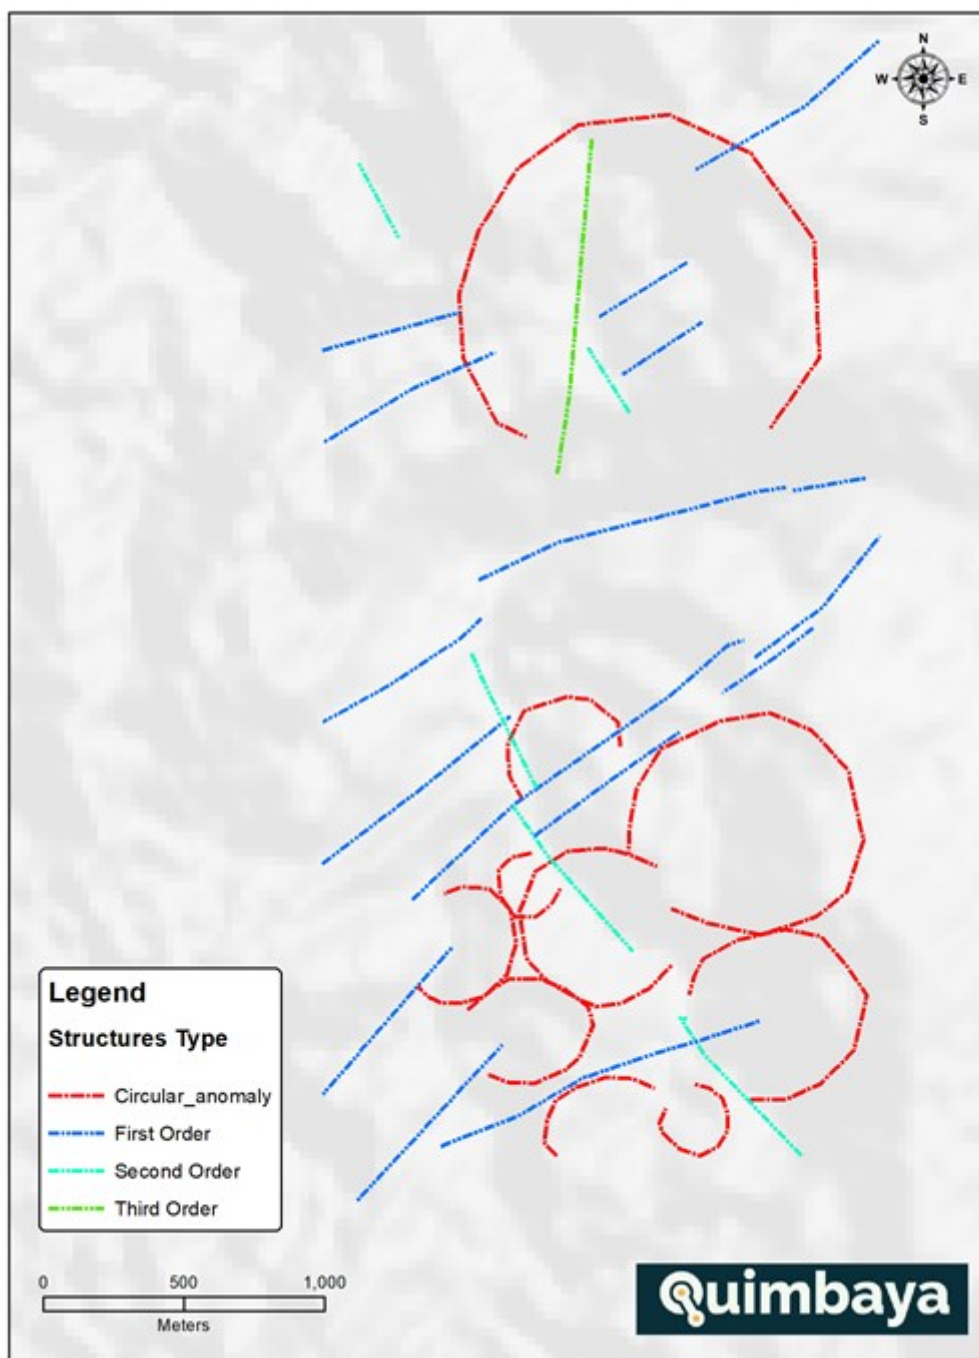 N
W E
S
Legend
Structures Type
Circular_anomaly
First Order
Second Order
Third Order
0 500 1,000
Meters
Quimbaya